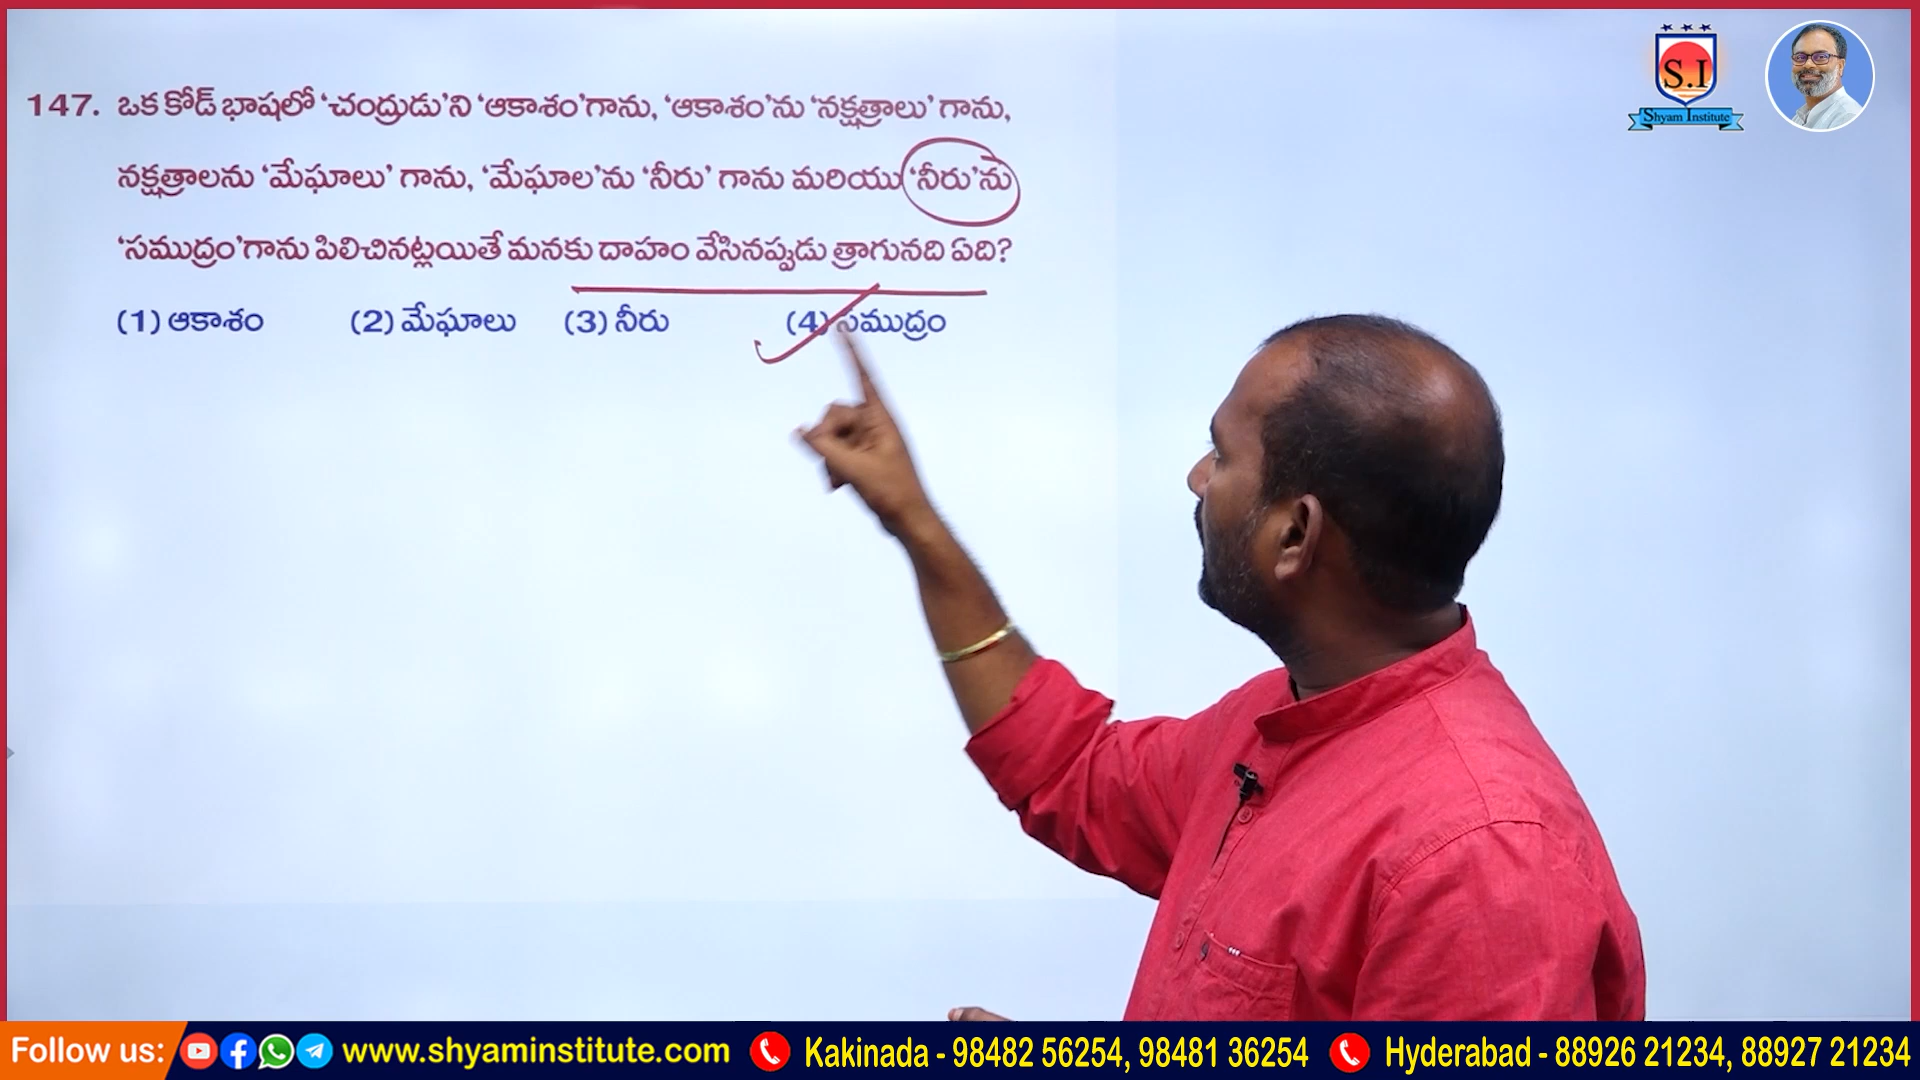 147. ఒక కోడ్ భాషలో ‘చంద్రుడు’ని ‘ఆకాశం’గాను, ‘ఆకాశం’ను ‘నక్షత్రాలు’ గాను,
నక్షత్రాలను ‘మేఘాలు’ గాను, ‘మేఘాల’ను ‘నీరు’ గాను మరియు ‘నీరు’ను
‘సముద్రం’గాను పిలిచినట్లయితే మనకు దాహం వేసినప్పుడు త్రాగునది ఏది?
(1) ఆకాశం (2) మేఘాలు (3) నీరు (4) సముద్రం
S.I
Shyam Institute
Follow us: www.shyaminstitute.com Kakinada - 98482 56254, 98481 36254 Hyderabad - 88926 21234, 88927 21234